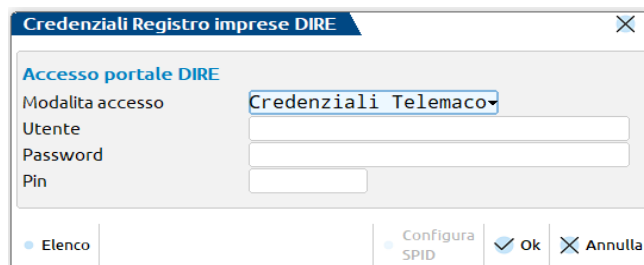 Credenziali Registro imprese DIRE
Accesso portale DIRE
Modalita accesso Credenziali Telemaco
Utente
Password
Pin
Elenco Configura SPID Ok Annulla